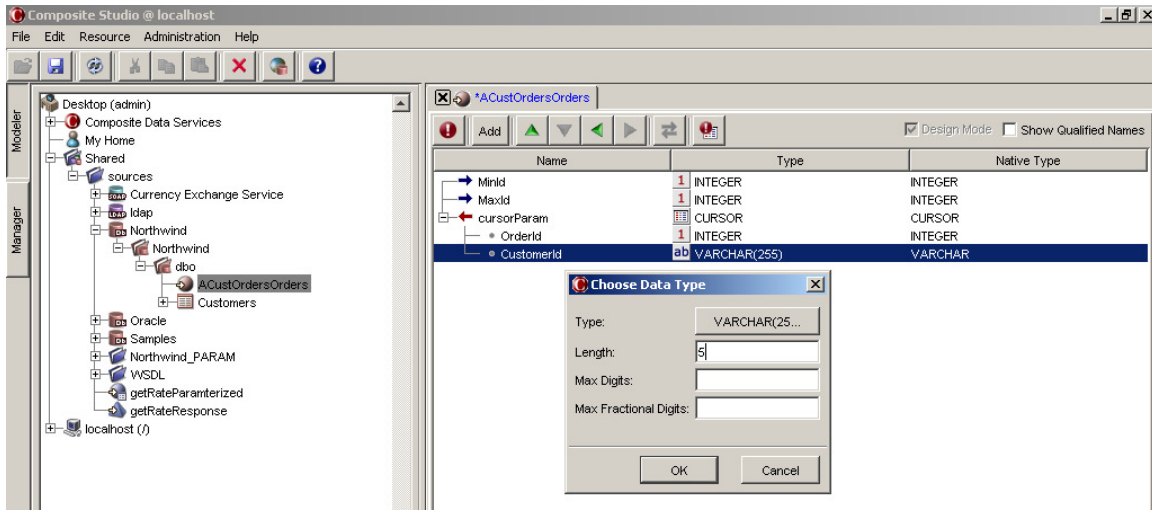 Composite Studio @ localhost
File Edit Resource Administration Help
Modeler
Manager
Desktop (admin)
Composite Data Services
My Home
Shared
sources
Currency Exchange Service
ldap
Northwind
Northwind
dbo
ACustOrdersOrders
Customers
Oracle
Samples
Northwind_PARAM
WSDL
getRateParamterized
getRateResponse
localhost (/)
*ACustOrdersOrders
Add Design Mode Show Qualified Names
Name Type Native Type
MinId 1 INTEGER INTEGER
MaxId 1 INTEGER INTEGER
cursorParam CURSOR CURSOR
OrderId 1 INTEGER INTEGER
CustomerId ab VARCHAR(255) VARCHAR
Choose Data Type
Type: VARCHAR(25...
Length: 5
Max Digits:
Max Fractional Digits:
OK Cancel